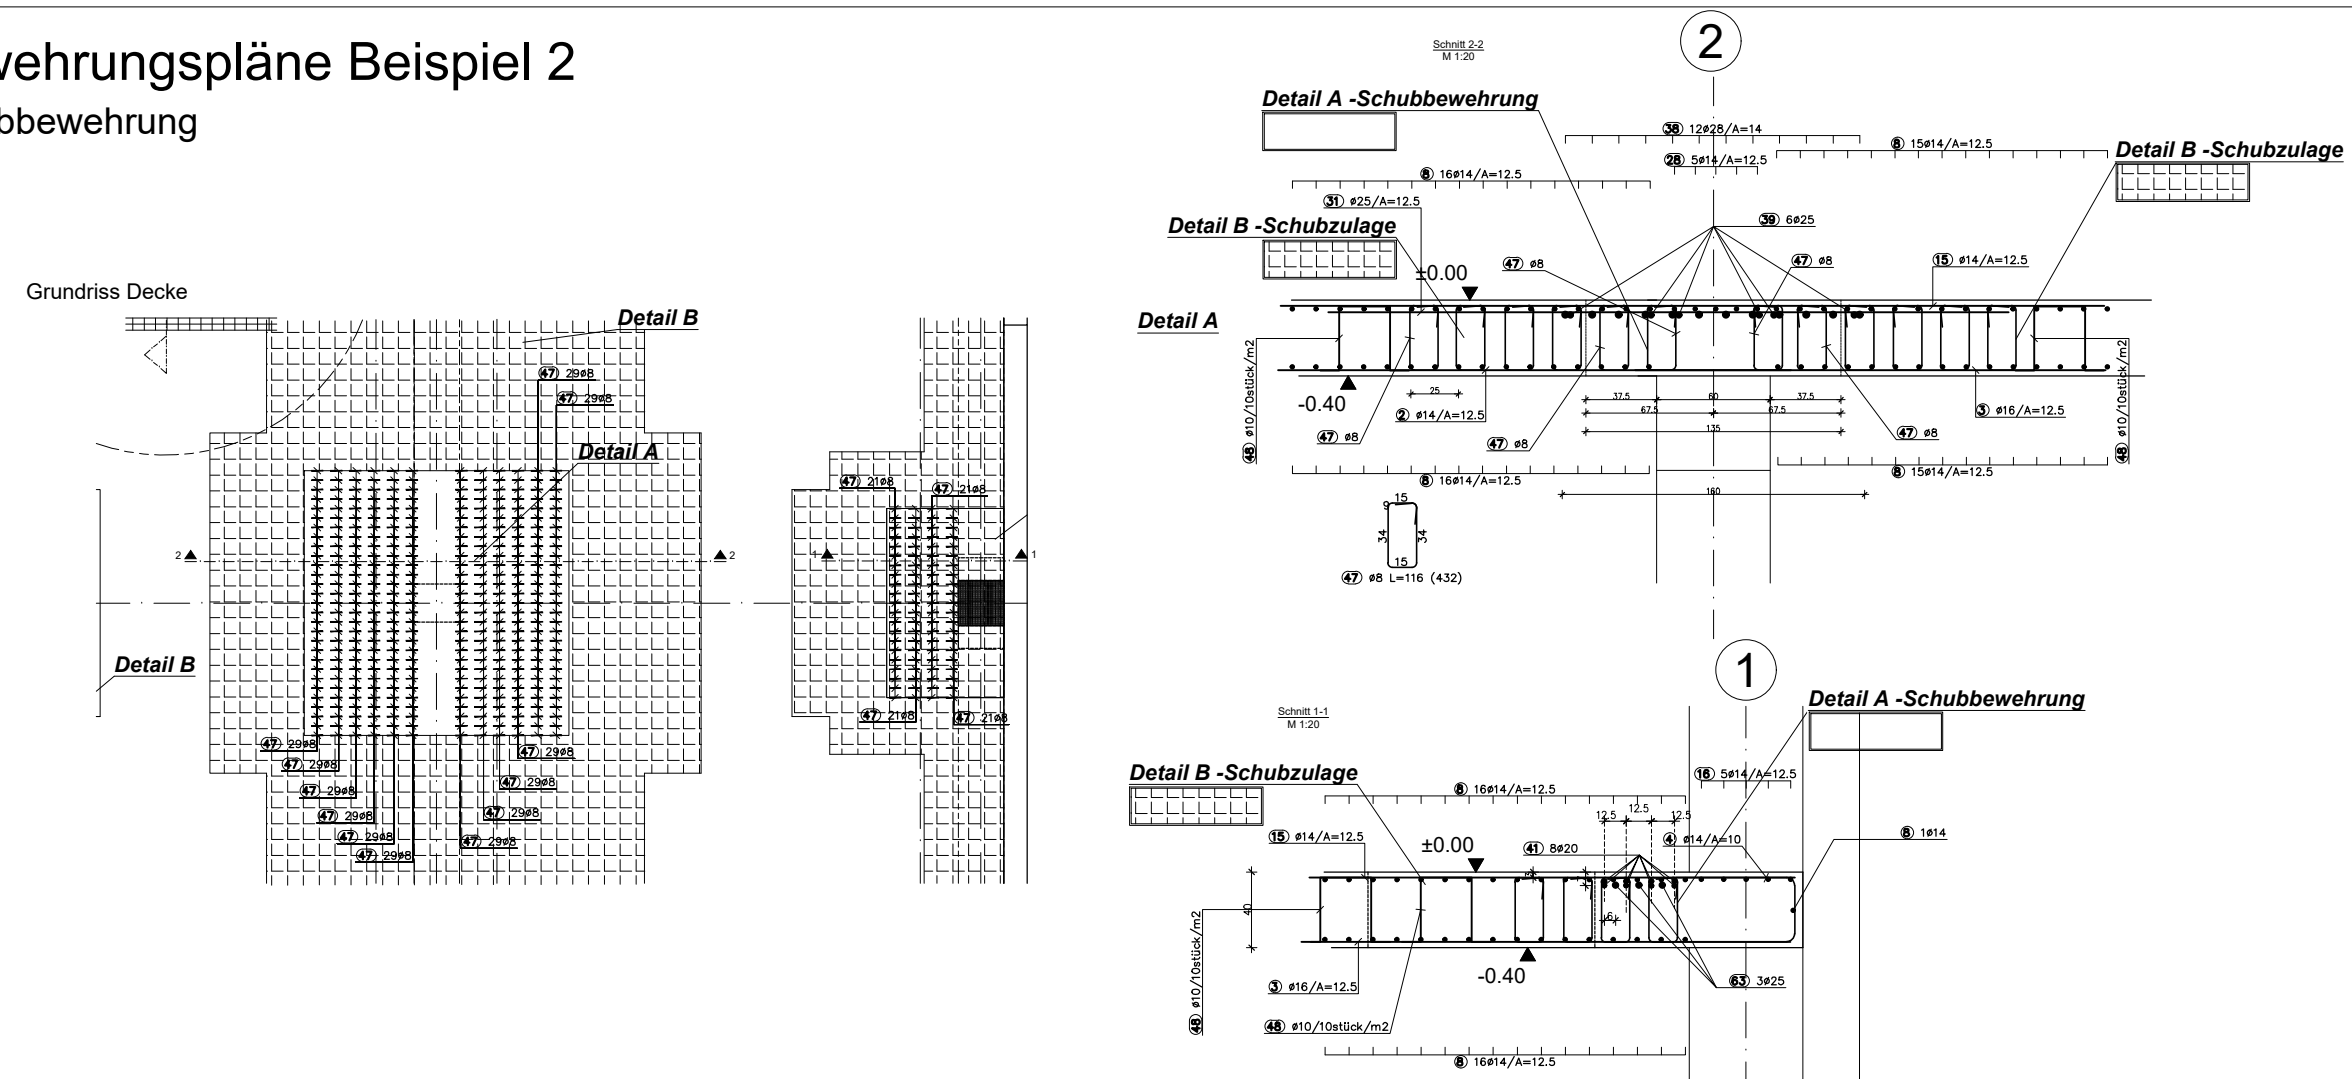 wehrungspläne Beispiel 2
bbewehrung
Grundriss Decke
Detail B
47 29ø8
47 29ø8
Detail A
2
2
Detail B
47 29ø8
47 29ø8
47 29ø8
47 29ø8
47 29ø8
47 29ø8
47 29ø8
47 29ø8
47 29ø8
47 29ø8
47 21ø8
47 21ø8
1
1
47 21ø8
47 21ø8
Schnitt 2-2
M 1:20
2
Detail A -Schubbewehrung
38 12ø28/A=14
8 15ø14/A=12.5
28 5ø14/A=12.5
Detail B -Schubzulage
8 16ø14/A=12.5
31 ø25/A=12.5
Detail B -Schubzulage
39 6ø25
±0.00
47 ø8
47 ø8
15 ø14/A=12.5
Detail A
48 ø10/10stück/m2
48 ø10/10stück/m2
-0.40
25
37.5
60
37.5
67.5
67.5
135
2 ø14/A=12.5
3 ø16/A=12.5
47 ø8
47 ø8
47 ø8
8 16ø14/A=12.5
8 15ø14/A=12.5
160
15
9
34
34
15
47 ø8 L=116 (432)
1
Schnitt 1-1
M 1:20
Detail A -Schubbewehrung
Detail B -Schubzulage
16 5ø14/A=12.5
8 16ø14/A=12.5
12.5
12.5
12.5
15 ø14/A=12.5
±0.00
41 8ø20
4 ø14/A=10
8 1ø14
40
6
48 ø10/10stück/m2
-0.40
3 ø16/A=12.5
63 3ø25
48 ø10/10stück/m2
8 16ø14/A=12.5